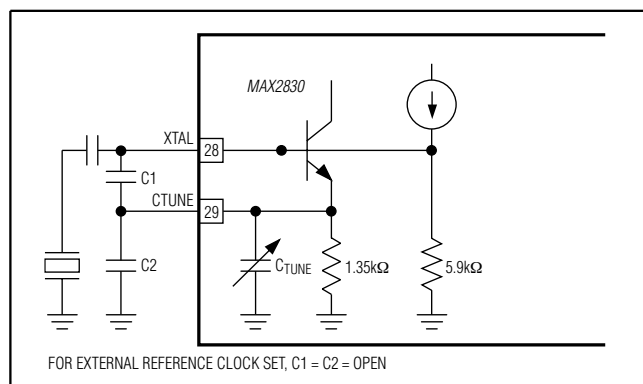 MAX2830
XTAL
28
C1
CTUNE
29
C2
CTUNE
1.35kΩ
5.9kΩ
FOR EXTERNAL REFERENCE CLOCK SET, C1 = C2 = OPEN